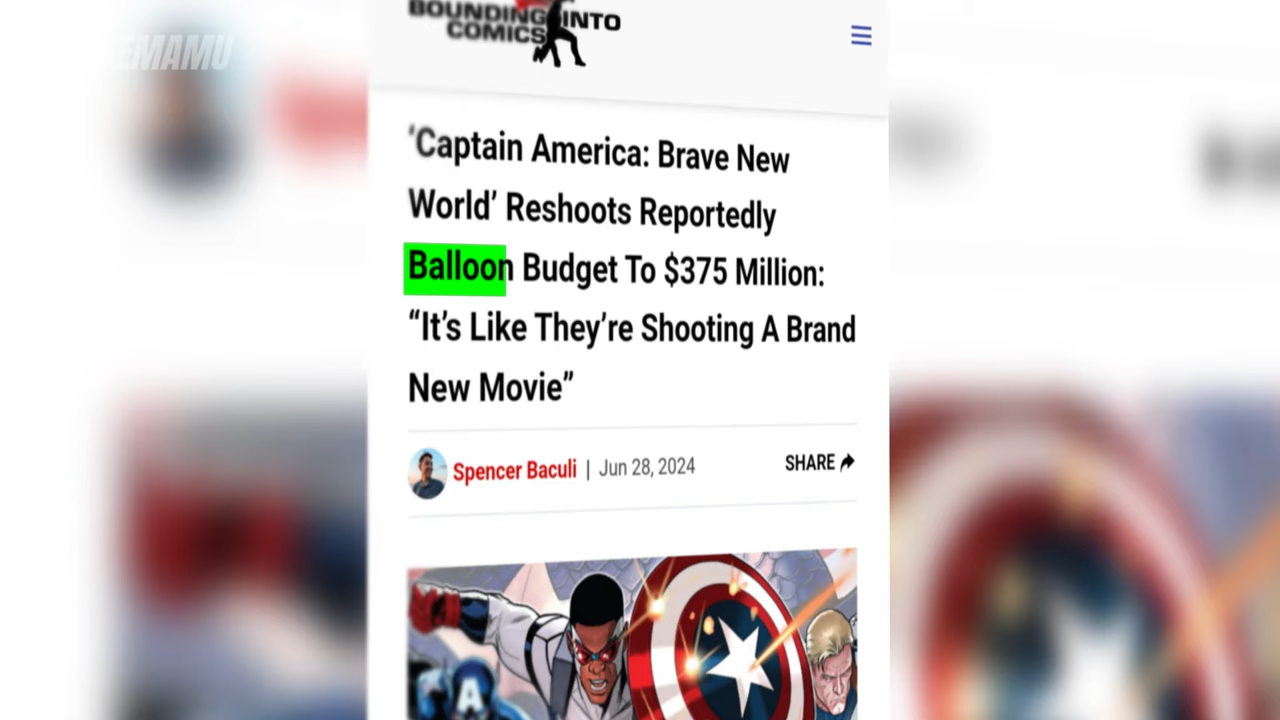 EMAMU
BOUNDING INTO
COMICS
‘Captain America: Brave New
World’ Reshoots Reportedly
Balloon Budget To $375 Million:
“It’s Like They’re Shooting A Brand
New Movie”
Spencer Baculi | Jun 28, 2024
SHARE
A